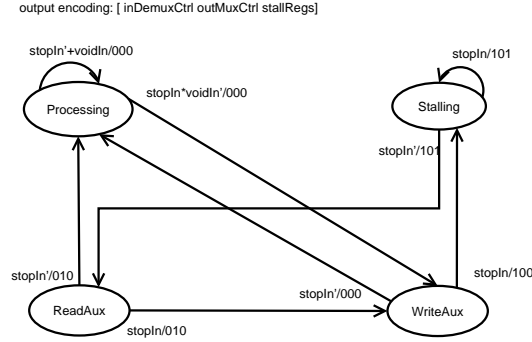 output encoding: [ inDemuxCtrl outMuxCtrl stallRegs]
stopIn'+voidIn/000
stopIn/101
stopIn*voidIn'/000
Processing
Stalling
stopIn'/101
stopIn'/010
stopIn/100
stopIn'/000
ReadAux
WriteAux
stopIn/010